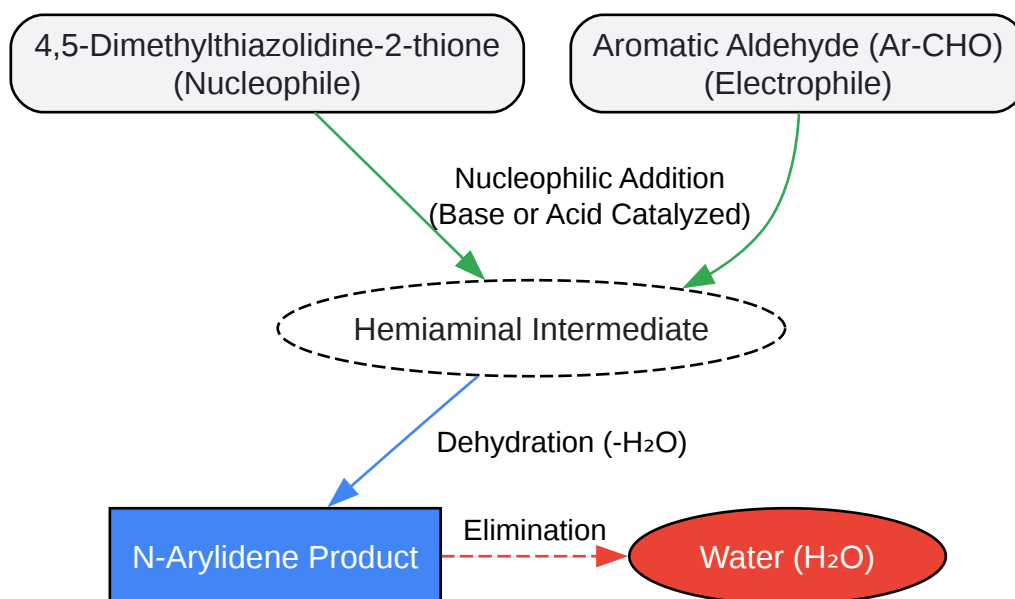 4,5-Dimethylthiazolidine-2-thione
(Nucleophile)
Aromatic Aldehyde (Ar-CHO)
(Electrophile)
Nucleophilic Addition
(Base or Acid Catalyzed)
Hemiaminal Intermediate
Dehydration (-H₂O)
N-Arylidene Product
Elimination
Water (H₂O)